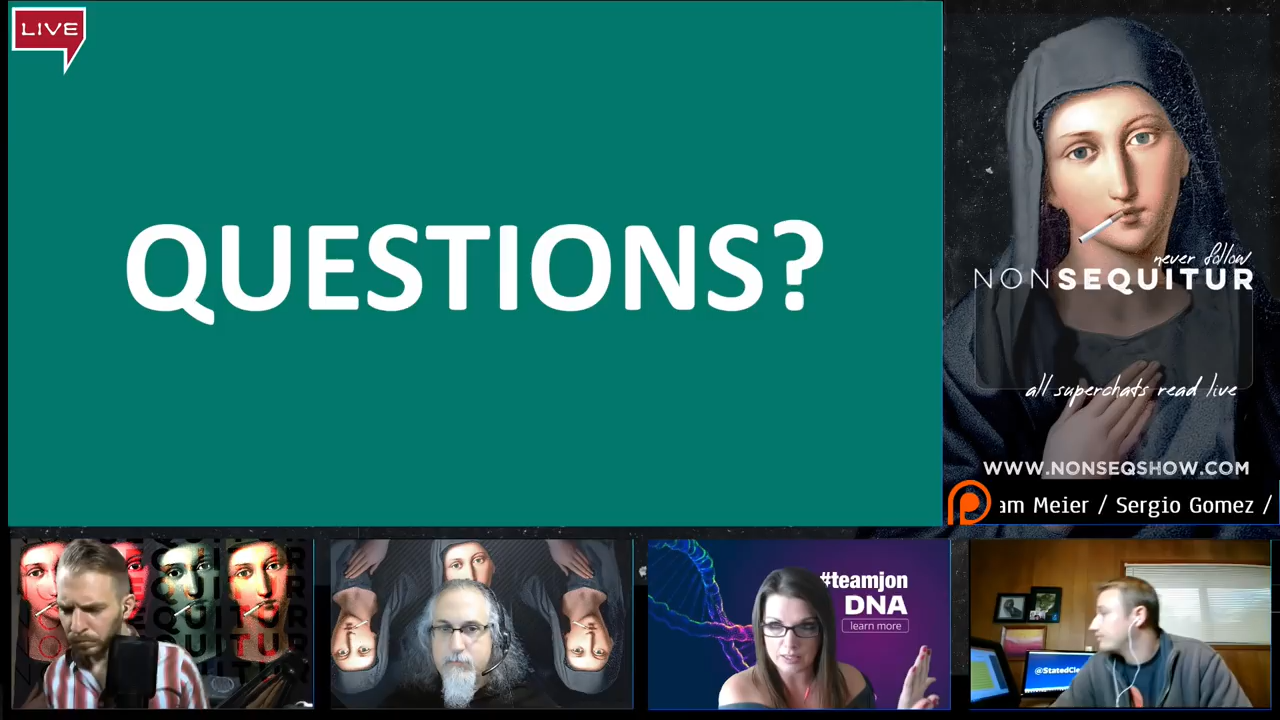 LIVE
QUESTIONS?
never follow
NONSEQUITUR
all superchats read live
WWW.NONSEQSHOW.COM
am Meier / Sergio Gomez /
#teamjon
DNA
learn more
@StatedCle